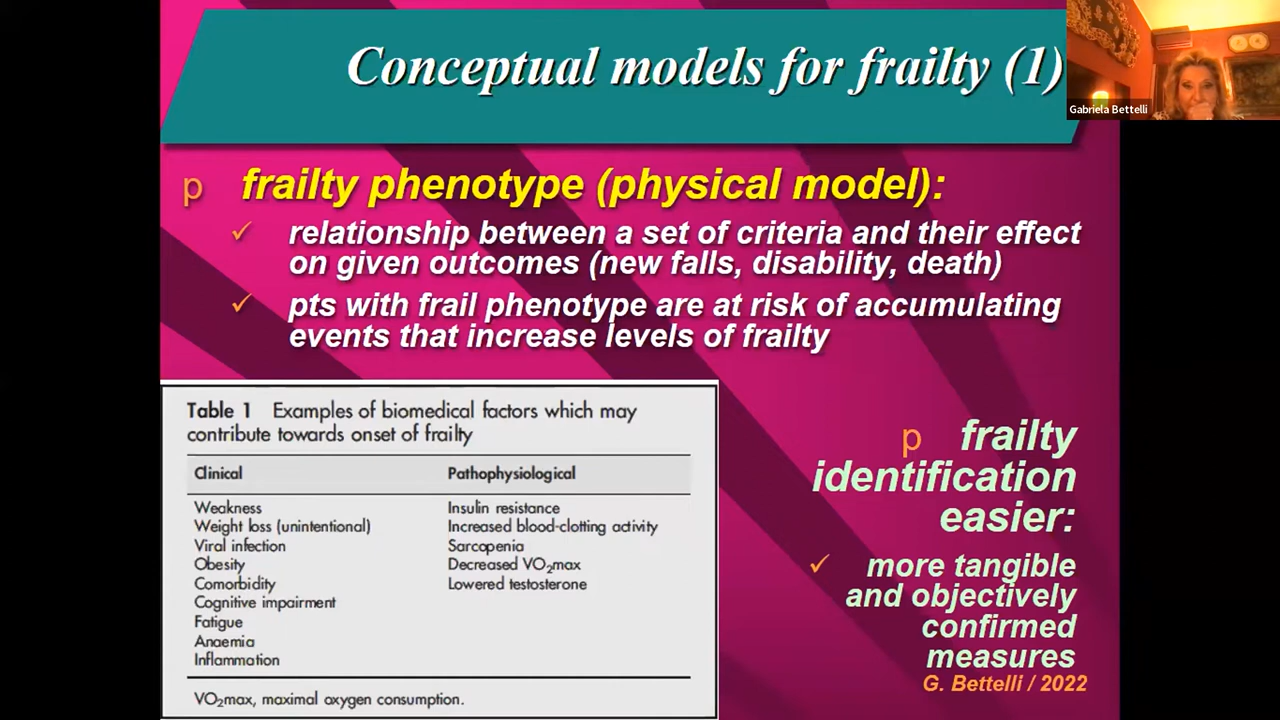 Conceptual models for frailty (1)
Gabriela Bettelli
p frailty phenotype (physical model):
✓ relationship between a set of criteria and their effect
on given outcomes (new falls, disability, death)
✓ pts with frail phenotype are at risk of accumulating
events that increase levels of frailty
Table 1 Examples of biomedical factors which may
contribute towards onset of frailty
Clinical Pathophysiological
Weakness Insulin resistance
Weight loss (unintentional) Increased blood-clotting activity
Viral infection Sarcopenia
Obesity Decreased VO₂max
Comorbidity Lowered testosterone
Cognitive impairment
Fatigue
Anaemia
Inflammation
VO₂max, maximal oxygen consumption.
p frailty
identification
easier:
✓ more tangible
and objectively
confirmed
measures
G. Bettelli / 2022